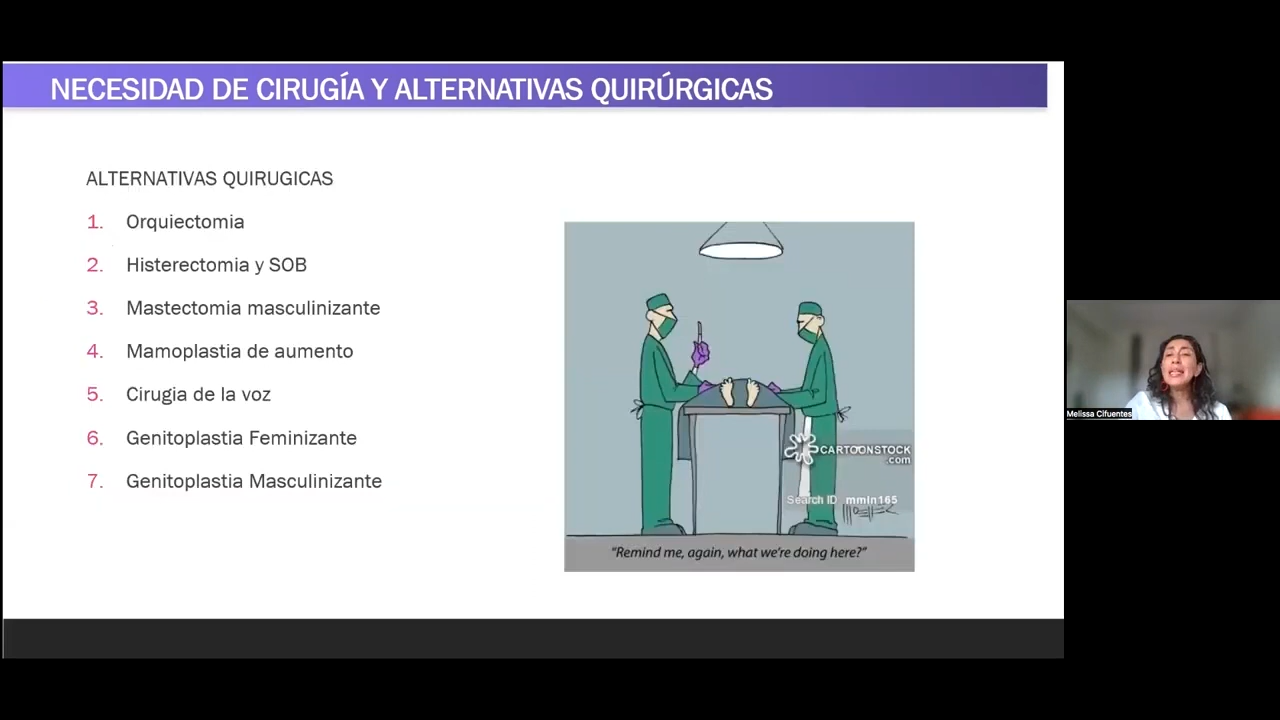 NECESIDAD DE CIRUGÍA Y ALTERNATIVAS QUIRÚRGICAS
ALTERNATIVAS QUIRUGICAS
1. Orquiectomia
2. Histerectomia y SOB
3. Mastectomia masculinizante
4. Mamoplastia de aumento
5. Cirugia de la voz
6. Genitoplastia Feminizante
7. Genitoplastia Masculinizante
CARTOONSTOCK
.com
Search ID mmln165
"Remind me, again, what we're doing here?"
Melissa Cifuentes